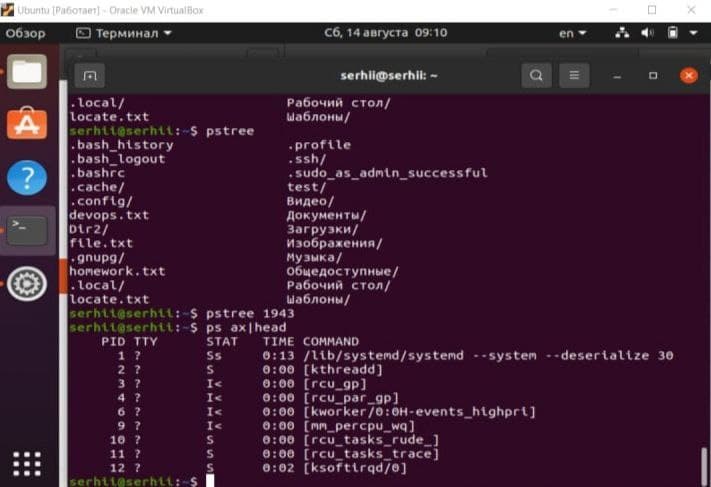 Ubuntu [Работает] - Oracle VM VirtualBox
Обзор Терминал Сб, 14 августа 09:10 en
serhii@serhii: ~
.local/ Рабочий стол/
locate.txt Шаблоны/
serhii@serhii:~$ pstree
.bash_history .profile
.bash_logout .ssh/
.bashrc .sudo_as_admin_successful
.cache/ test/
.config/ Видео/
devops.txt Документы/
Dir2/ Загрузки/
file.txt Изображения/
.gnupg/ Музыка/
homework.txt Общедоступные/
.local/ Рабочий стол/
locate.txt Шаблоны/
serhii@serhii:~$ pstree 1943
serhii@serhii:~$ ps ax|head
PID TTY STAT TIME COMMAND
1 ? Ss 0:13 /lib/systemd/systemd --system --deserialize 30
2 ? S 0:00 [kthreadd]
3 ? I< 0:00 [rcu_gp]
4 ? I< 0:00 [rcu_par_gp]
6 ? I< 0:00 [kworker/0:0H-events_highpri]
9 ? I< 0:00 [mm_percpu_wq]
10 ? S 0:00 [rcu_tasks_rude_]
11 ? S 0:00 [rcu_tasks_trace]
12 ? S 0:02 [ksoftirqd/0]
serhii@serhii:~$